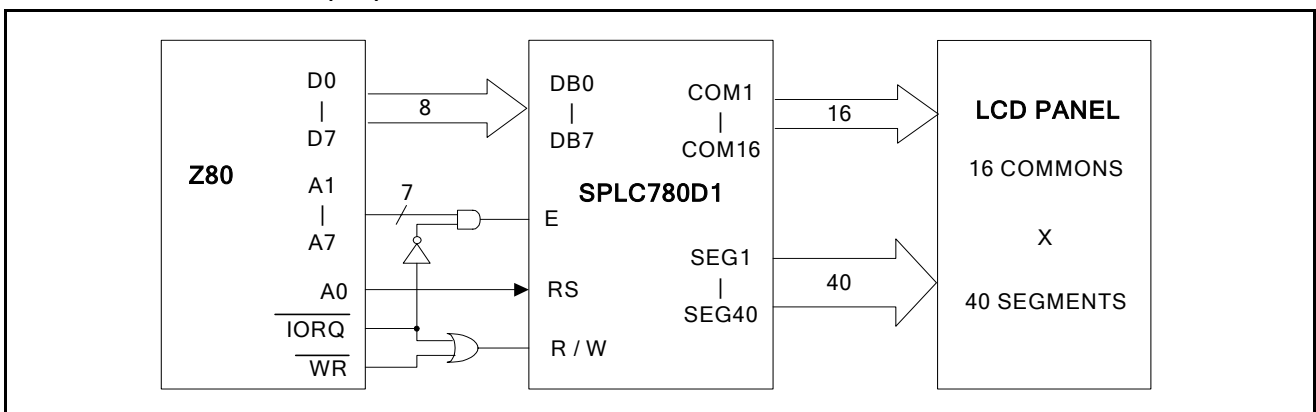 Z80
D0
|
D7
A1
|
A7
A0
IORQ
WR
8
7
DB0
|
DB7
SPLC780D1
E
RS
R / W
COM1
|
COM16
SEG1
|
SEG40
16
40
LCD PANEL
16 COMMONS
X
40 SEGMENTS